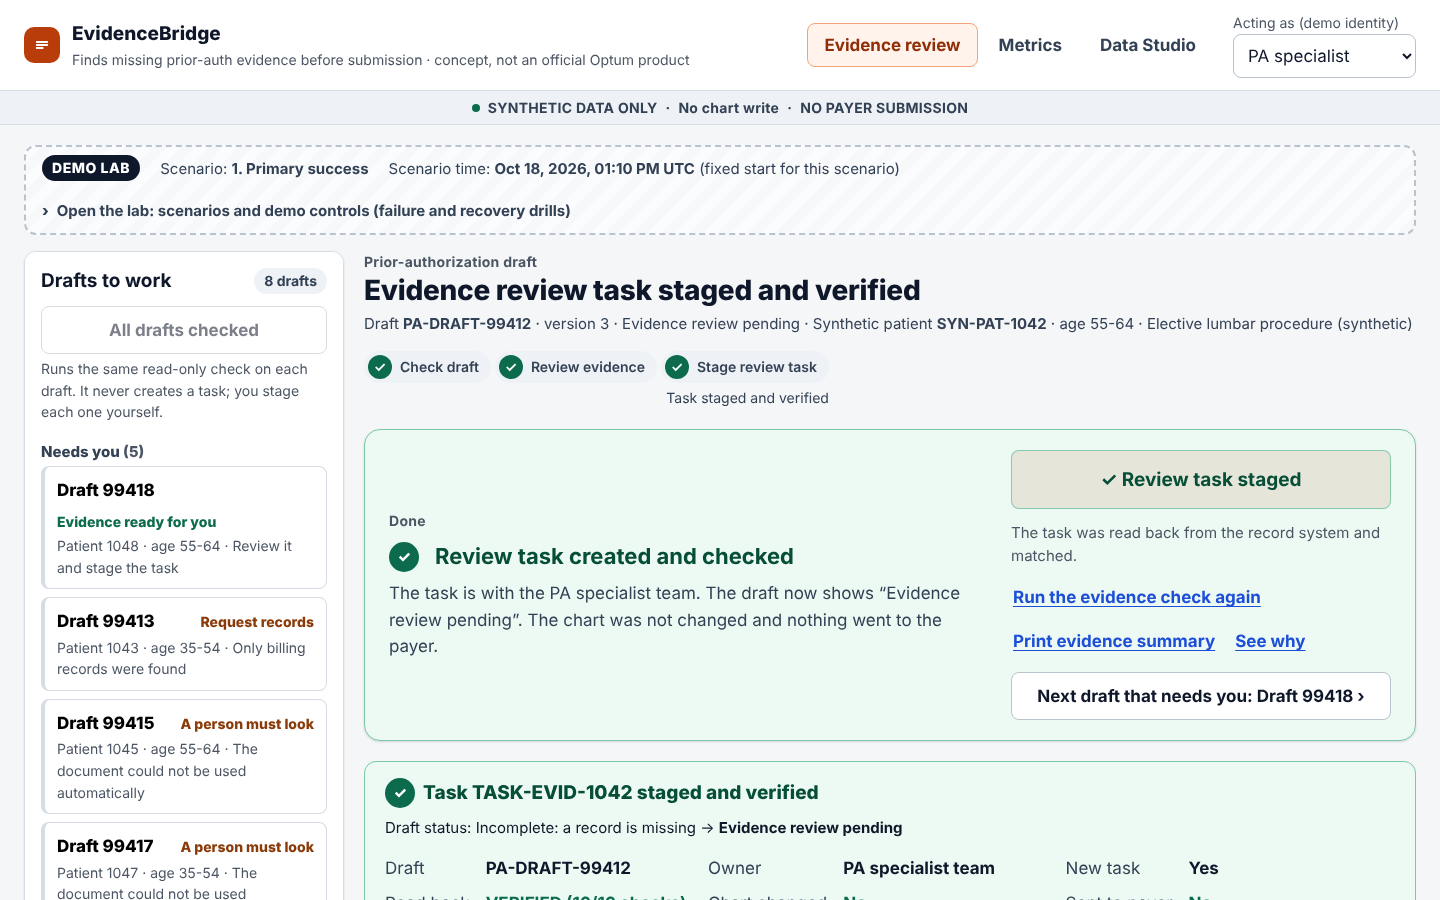 EvidenceBridge
Finds missing prior-auth evidence before submission · concept, not an official Optum product
Evidence review
Metrics
Data Studio
Acting as (demo identity)
PA specialist
SYNTHETIC DATA ONLY · No chart write · NO PAYER SUBMISSION
DEMO LAB
Scenario: 1. Primary success
Scenario time: Oct 18, 2026, 01:10 PM UTC (fixed start for this scenario)
› Open the lab: scenarios and demo controls (failure and recovery drills)
Drafts to work
8 drafts
All drafts checked
Runs the same read-only check on each
draft. It never creates a task; you stage
each one yourself.
Needs you (5)
Draft 99418
Evidence ready for you
Patient 1048 · age 55-64 · Review it
and stage the task
Draft 99413
Request records
Patient 1043 · age 35-54 · Only billing
records were found
Draft 99415
A person must look
Patient 1045 · age 55-64 · The
document could not be used
automatically
Draft 99417
A person must look
Patient 1047 · age 35-54 · The
document could not be used
Prior-authorization draft
Evidence review task staged and verified
Draft PA-DRAFT-99412 · version 3 · Evidence review pending · Synthetic patient SYN-PAT-1042 · age 55-64 · Elective lumbar procedure (synthetic)
Check draft
Review evidence
Stage review task
Task staged and verified
Done
Review task created and checked
The task is with the PA specialist team. The draft now shows “Evidence
review pending”. The chart was not changed and nothing went to the
payer.
✓ Review task staged
The task was read back from the record system and
matched.
Run the evidence check again
Print evidence summary
See why
Next draft that needs you: Draft 99418 ›
Task TASK-EVID-1042 staged and verified
Draft status: Incomplete: a record is missing → Evidence review pending
Draft PA-DRAFT-99412 Owner PA specialist team New task Yes